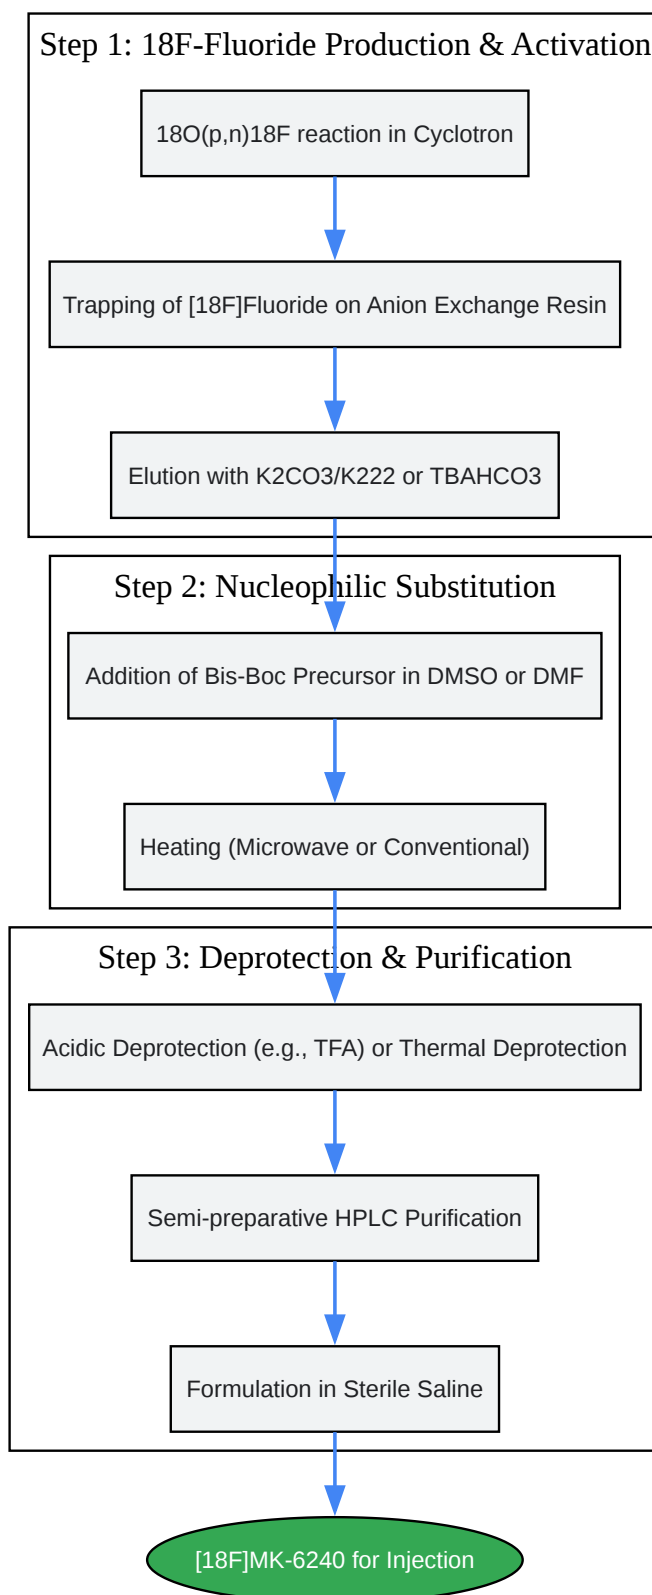 Step 1: 18F-Fluoride Production & Activation
18O(p,n)18F reaction in Cyclotron
Trapping of [18F]Fluoride on Anion Exchange Resin
Elution with K2CO3/K222 or TBAHCO3
Step 2: Nucleophilic Substitution
Addition of Bis-Boc Precursor in DMSO or DMF
Heating (Microwave or Conventional)
Step 3: Deprotection & Purification
Acidic Deprotection (e.g., TFA) or Thermal Deprotection
Semi-preparative HPLC Purification
Formulation in Sterile Saline
[18F]MK-6240 for Injection